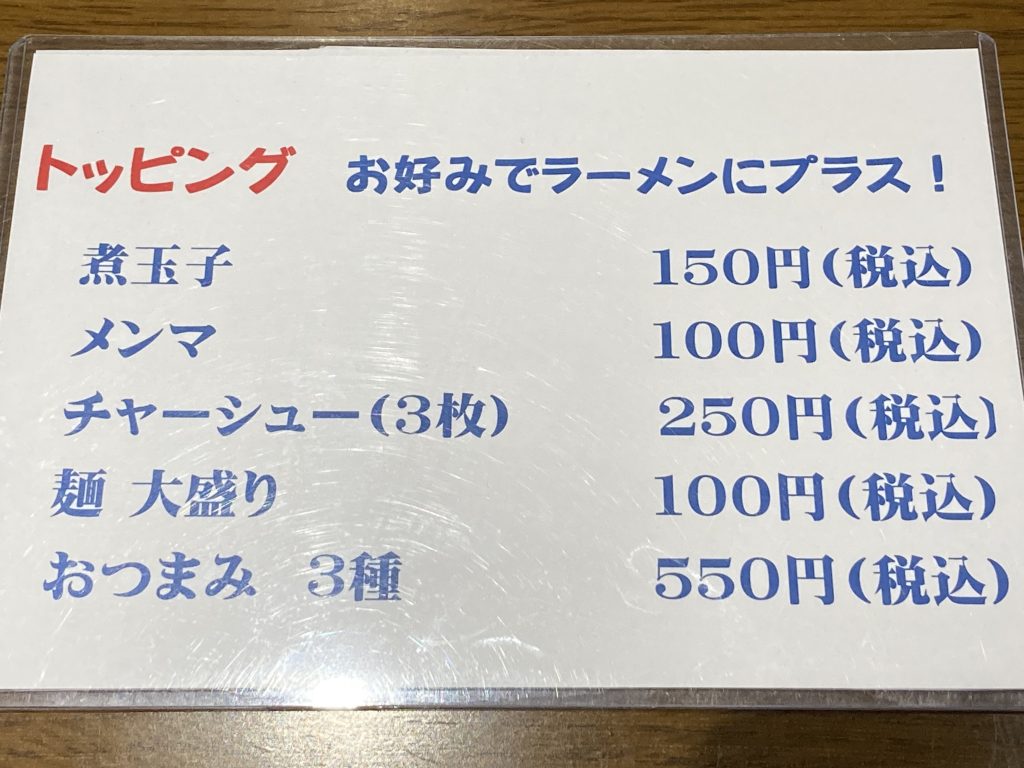 トッピング お好みでラーメンにプラス！
煮玉子 150円(税込)
メンマ 100円(税込)
チャーシュー(3枚) 250円(税込)
麺 大盛り 100円(税込)
おつまみ 3種 550円(税込)